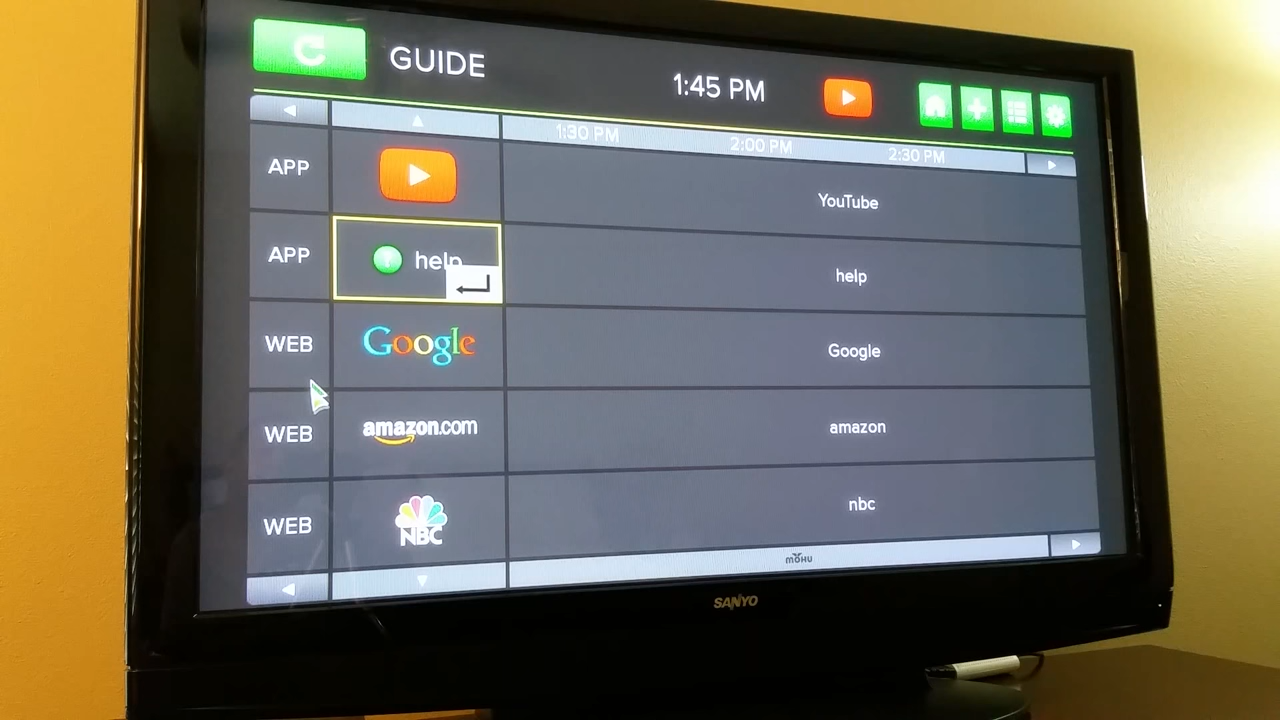 GUIDE
1:45 PM
1:30 PM 2:00 PM 2:30 PM
APP YouTube
APP ? help help
WEB Google Google
WEB amazon.com amazon
WEB NBC nbc
mohu
SANYO